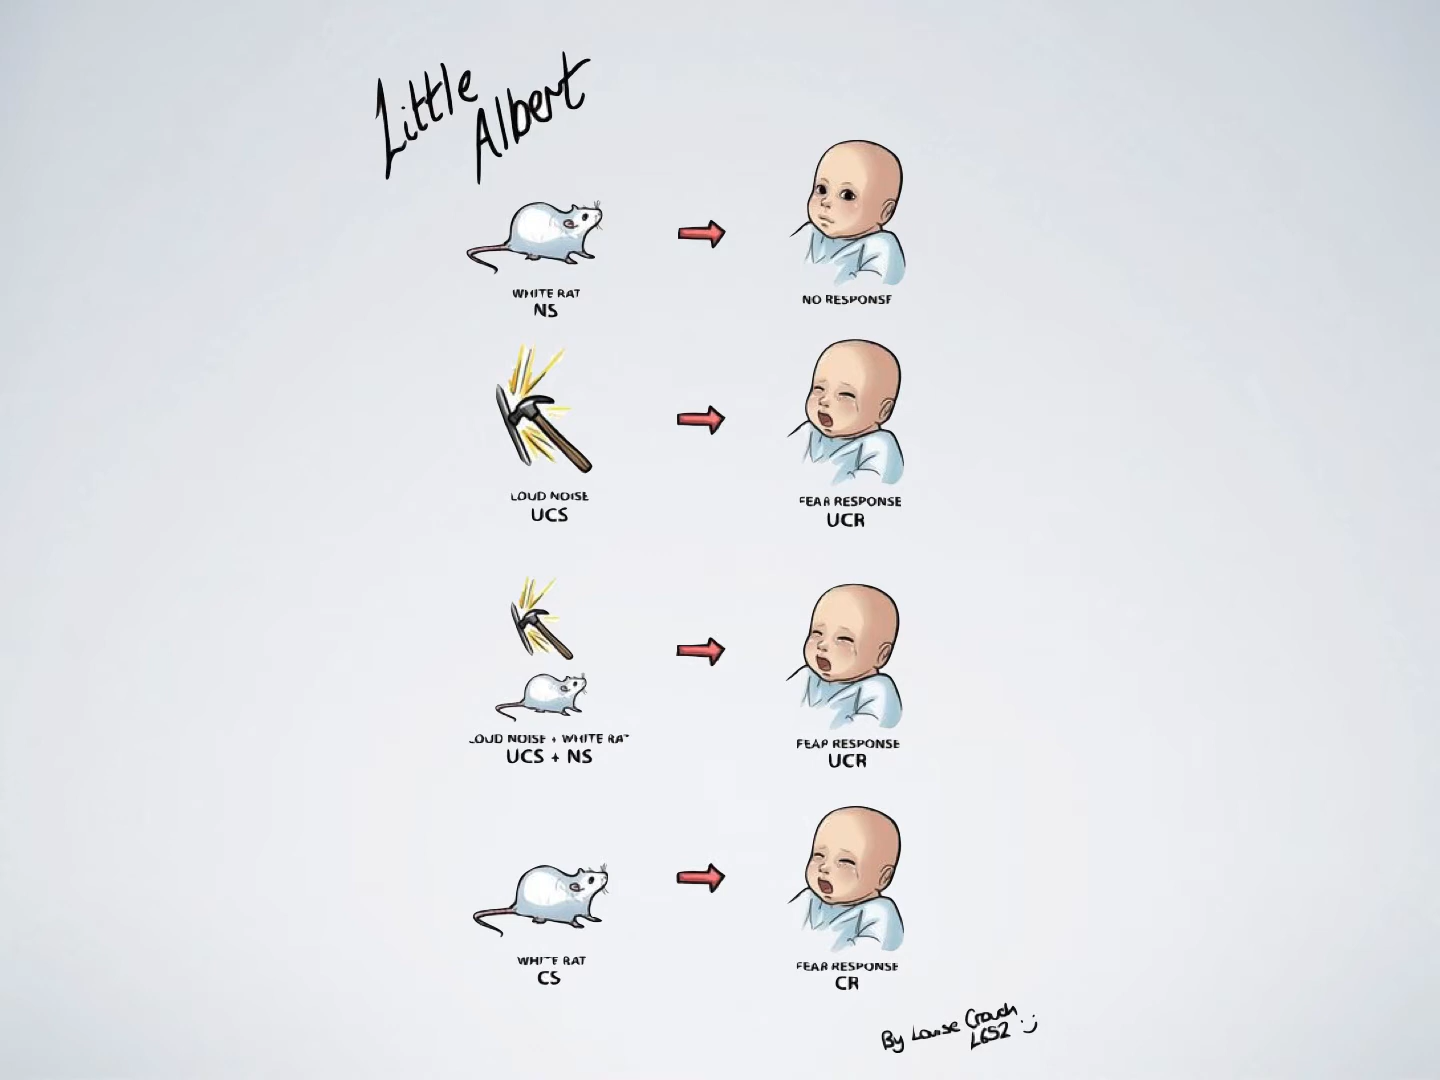 Little
Albert
WHITE RAT
NS
NO RESPONSE
LOUD NOISE
UCS
FEAR RESPONSE
UCR
LOUD NOISE + WHITE RAT
UCS + NS
FEAR RESPONSE
UCR
WHITE RAT
CS
FEAR RESPONSE
CR
By Louise Crouch
L6S2 :)